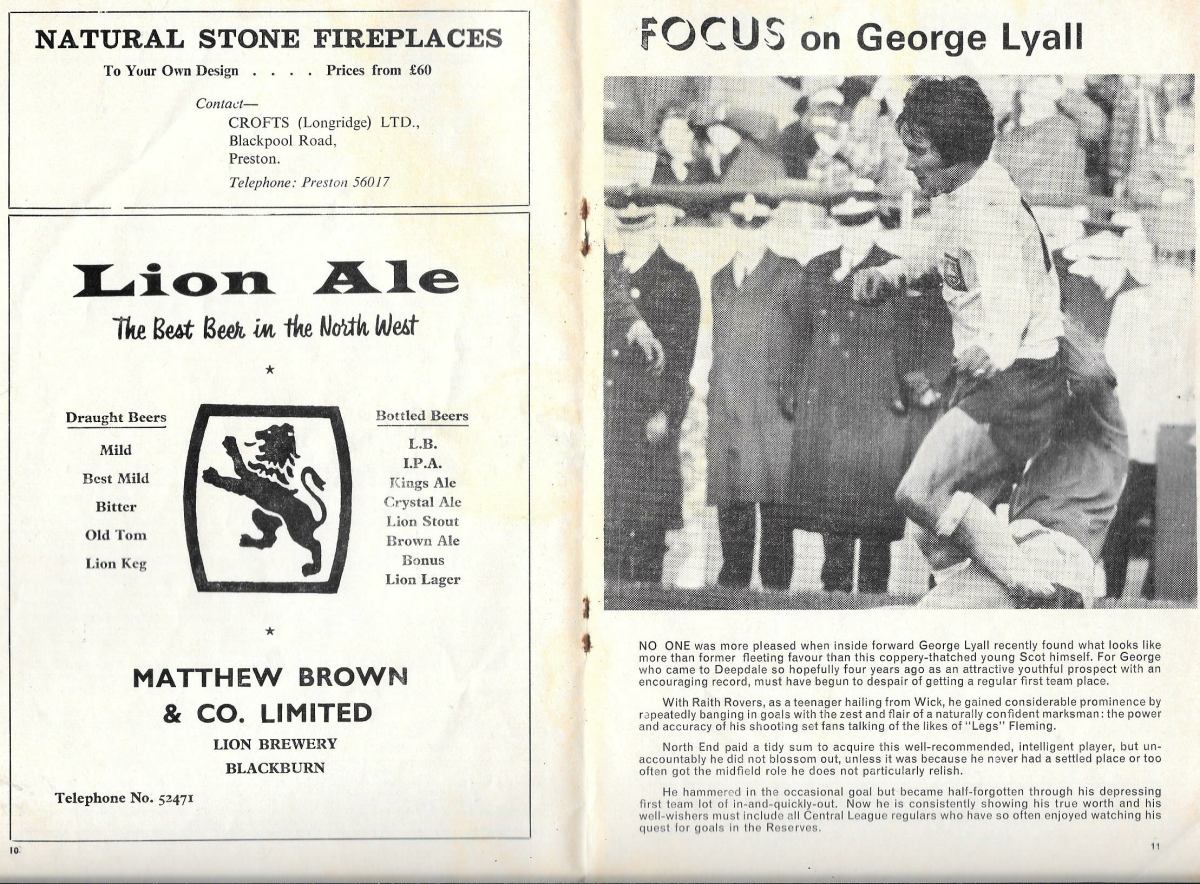 NATURAL STONE FIREPLACES
To Your Own Design . . . . Prices from £60
Contact—
CROFTS (Longridge) LTD.,
Blackpool Road,
Preston.
Telephone: Preston 56017
Lion Ale
The Best Beer in the North West
Draught Beers
Mild
Best Mild
Bitter
Old Tom
Lion Keg
Bottled Beers
L.B.
I.P.A.
Kings Ale
Crystal Ale
Lion Stout
Brown Ale
Bonus
Lion Lager
MATTHEW BROWN
& CO. LIMITED
LION BREWERY
BLACKBURN
Telephone No. 52471
10
FOCUS on George Lyall
NO ONE was more pleased when inside forward George Lyall recently found what looks like
more than former fleeting favour than this coppery-thatched young Scot himself. For George
who came to Deepdale so hopefully four years ago as an attractive youthful prospect with an
encouraging record, must have begun to despair of getting a regular first team place.
With Raith Rovers, as a teenager hailing from Wick, he gained considerable prominence by
repeatedly banging in goals with the zest and flair of a naturally confident marksman: the power
and accuracy of his shooting set fans talking of the likes of "Legs" Fleming.
North End paid a tidy sum to acquire this well-recommended, intelligent player, but un-
accountably he did not blossom out, unless it was because he never had a settled place or too
often got the midfield role he does not particularly relish.
He hammered in the occasional goal but became half-forgotten through his depressing
first team lot of in-and-quickly-out. Now he is consistently showing his true worth and his
well-wishers must include all Central League regulars who have so often enjoyed watching his
quest for goals in the Reserves.
11